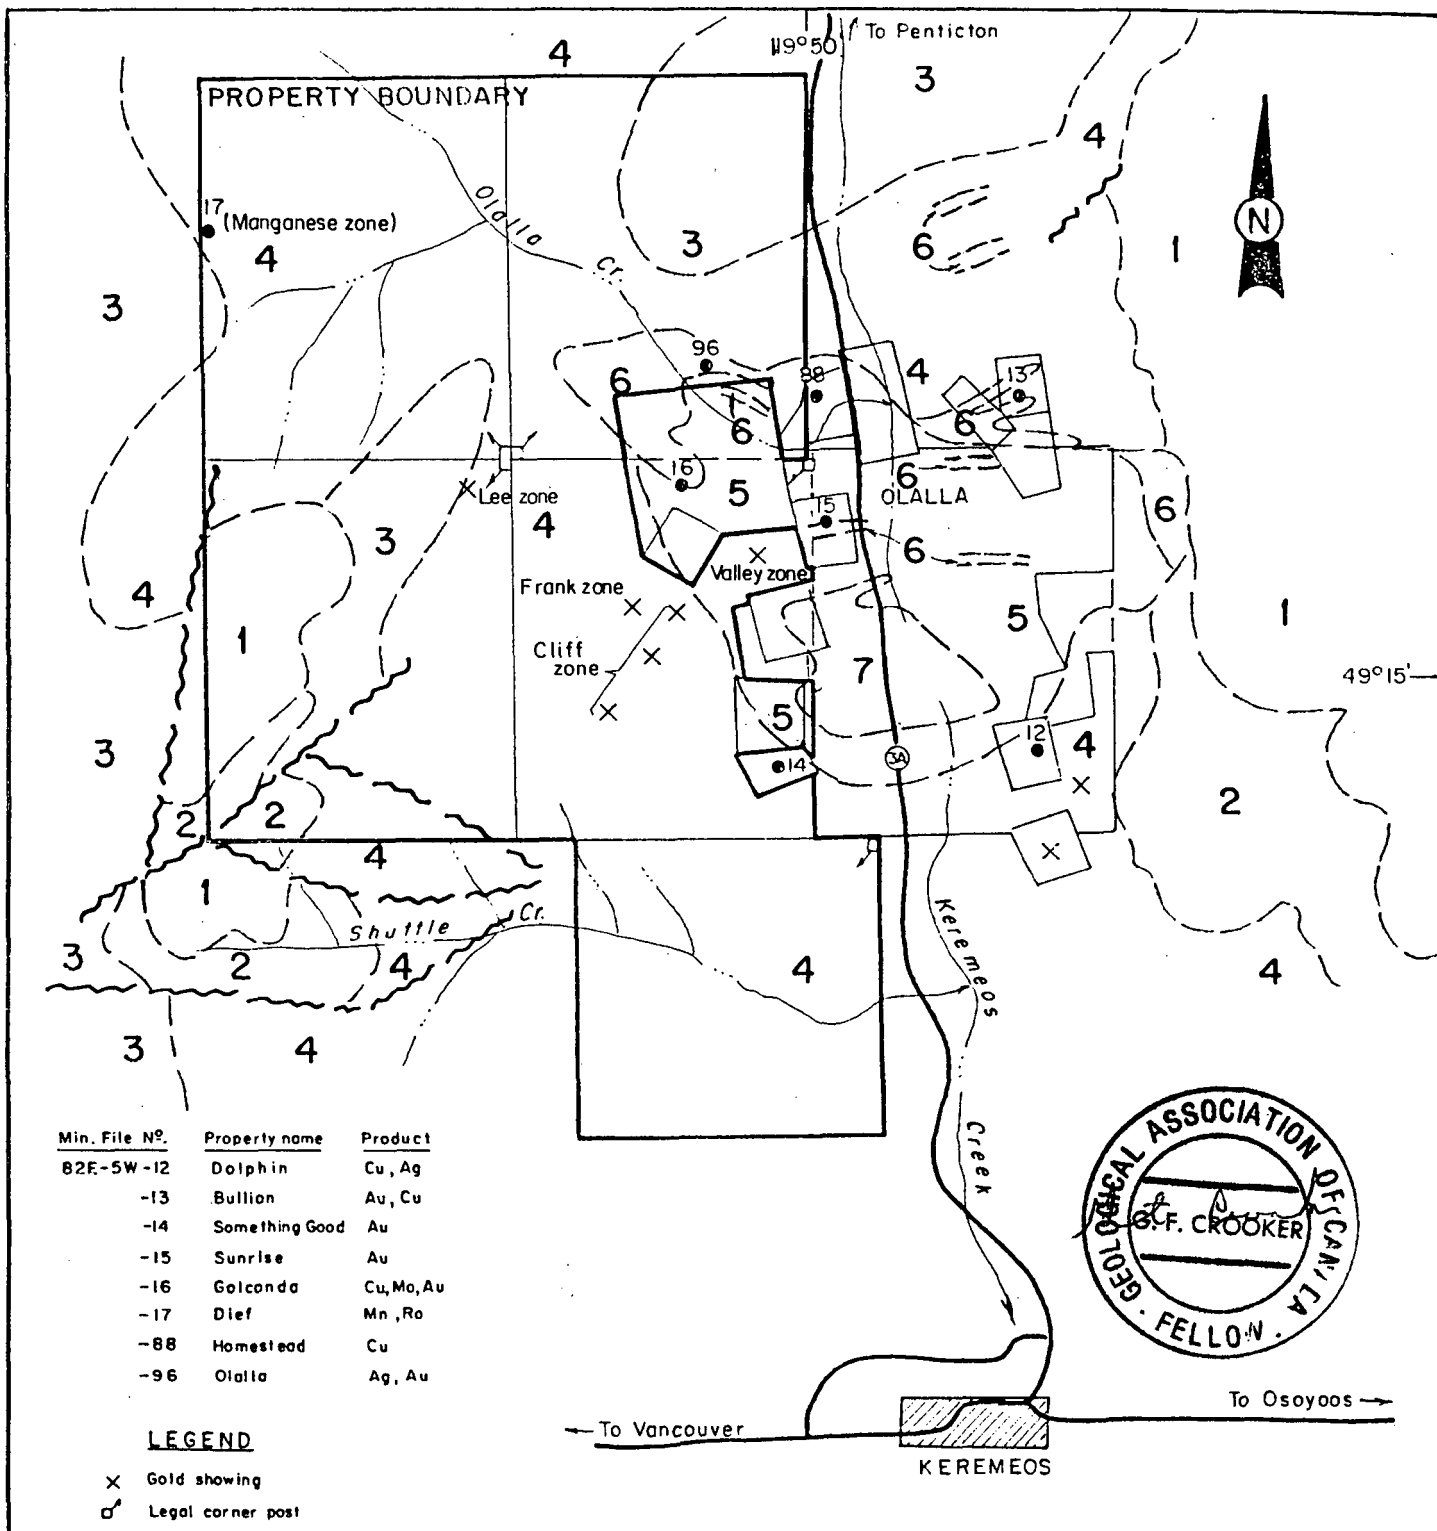 4
119°50'
To Penticton
3
PROPERTY BOUNDARY
4
N
Olalla
Cr.
17
(Manganese zone)
4
3
6
1
3
96
6
88
4
13
1
6
6
16
5
6
OLALLA
Lee zone
3
4
15
6
6
Valley zone
Frank zone
4
1
5
1
Cliff
zone
7
49°15'
3
5
14
3A
12
4
2
2
2
4
1
Shuttle
Cr.
Keremeos
Creek
3
2
4
4
4
3
4
Min. File Nº.
Property name
Product
82E-5W-12 Dolphin Cu, Ag
-13 Bullion Au, Cu
-14 Something Good Au
-15 Sunrise Au
-16 Golconda Cu, Mo, Au
-17 Dief Mn, Ro
-88 Homestead Cu
-96 Olalla Ag, Au
GEOLOGICAL ASSOCIATION OF CANADA
G. F. CROOKER
FELLOW
To Vancouver
To Osoyoos
KEREMEOS
LEGEND
Gold showing
Legal corner post